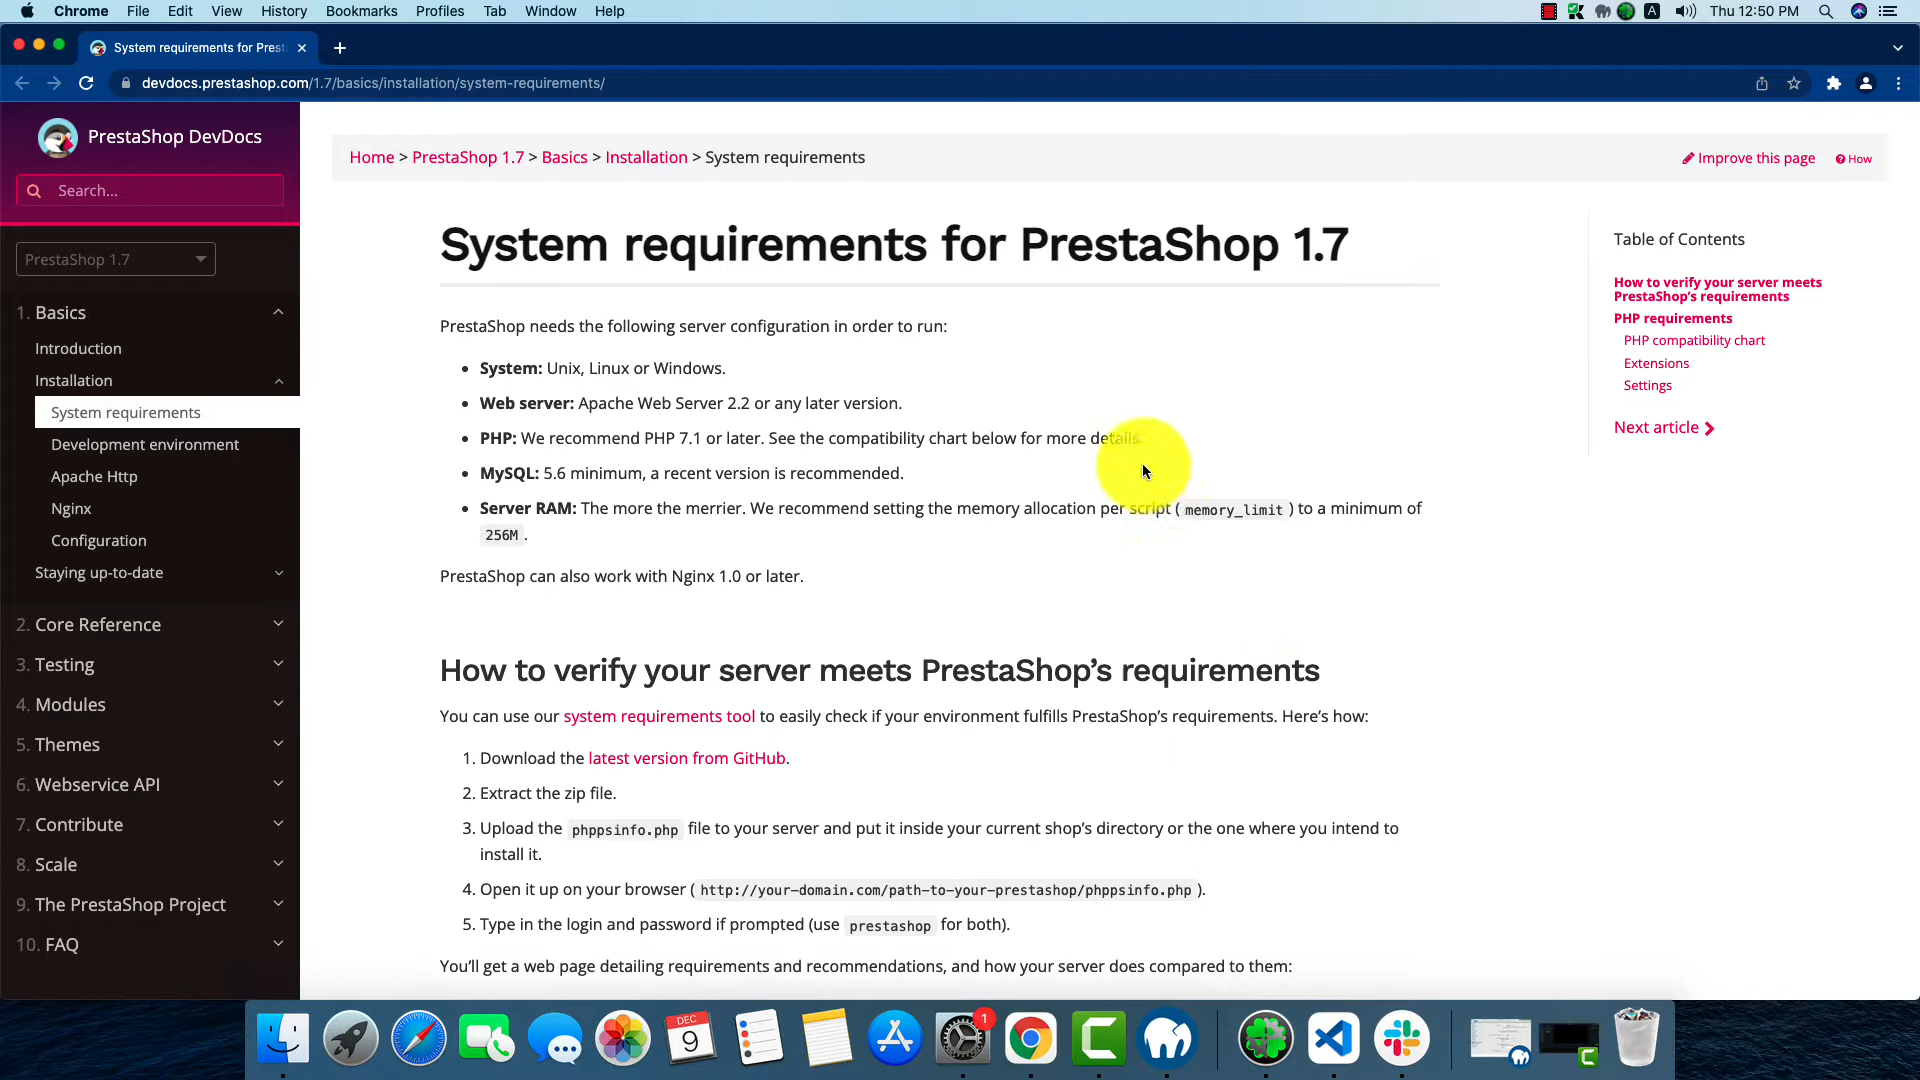 Chrome File Edit View History Bookmarks Profiles Tab Window Help A Thu 12:50 PM
System requirements for Prest
devdocs.prestashop.com/1.7/basics/installation/system-requirements/
PrestaShop DevDocs
Search...
PrestaShop 1.7
1. Basics
Introduction
Installation
System requirements
Development environment
Apache Http
Nginx
Configuration
Staying up-to-date
2. Core Reference
3. Testing
4. Modules
5. Themes
6. Webservice API
7. Contribute
8. Scale
9. The PrestaShop Project
10. FAQ
Home > PrestaShop 1.7 > Basics > Installation > System requirements
Improve this page How
System requirements for PrestaShop 1.7
PrestaShop needs the following server configuration in order to run:
• System: Unix, Linux or Windows.
• Web server: Apache Web Server 2.2 or any later version.
• PHP: We recommend PHP 7.1 or later. See the compatibility chart below for more details.
• MySQL: 5.6 minimum, a recent version is recommended.
• Server RAM: The more the merrier. We recommend setting the memory allocation per script ( memory_limit ) to a minimum of
256M .
PrestaShop can also work with Nginx 1.0 or later.
How to verify your server meets PrestaShop’s requirements
You can use our system requirements tool to easily check if your environment fulfills PrestaShop’s requirements. Here’s how:
1. Download the latest version from GitHub.
2. Extract the zip file.
3. Upload the phppsinfo.php file to your server and put it inside your current shop’s directory or the one where you intend to
install it.
4. Open it up on your browser ( http://your-domain.com/path-to-your-prestashop/phppsinfo.php ).
5. Type in the login and password if prompted (use prestashop for both).
You’ll get a web page detailing requirements and recommendations, and how your server does compared to them:
Table of Contents
How to verify your server meets
PrestaShop’s requirements
PHP requirements
PHP compatibility chart
Extensions
Settings
Next article
DEC
9
1